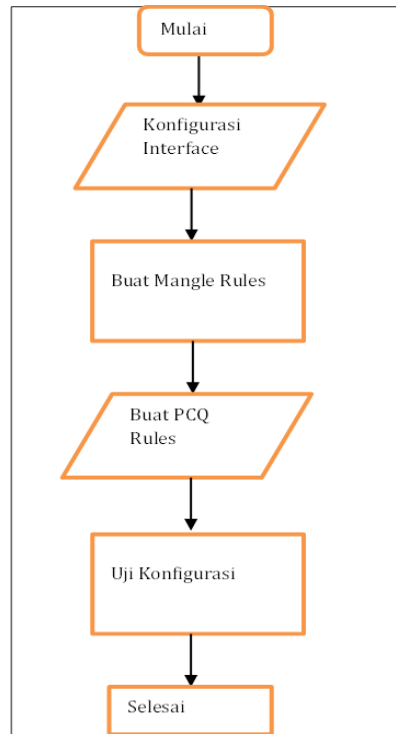 Mulai
Konfigurasi
Interface
Buat Mangle Rules
Buat PCQ
Rules
Uji Konfigurasi
Selesai